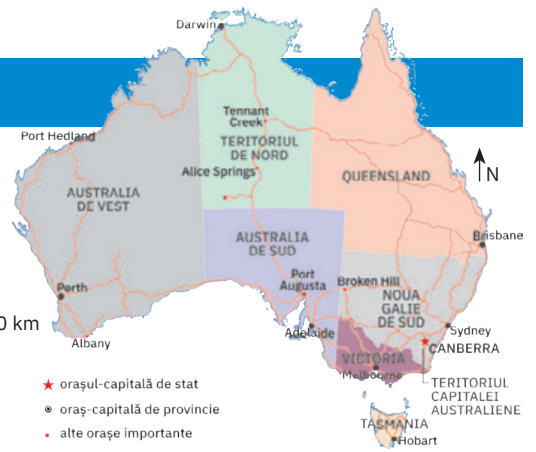 Darwin
Tennant
Creek
TERITORIUL
DE NORD
Port Hedland
Alice Springs
QUEENSLAND
N
AUSTRALIA
DE VEST
AUSTRALIA
DE SUD
Brisbane
Port
Augusta
Broken Hill
Perth
NOUA
GALIE
DE SUD
0 km
Adelaide
Sydney
Albany
CANBERRA
VICTORIA
Melbourne
TERITORIUL
CAPITALEI
AUSTRALIENE
orașul-capitală de stat
oraș-capitală de provincie
alte orașe importante
TASMANIA
Hobart